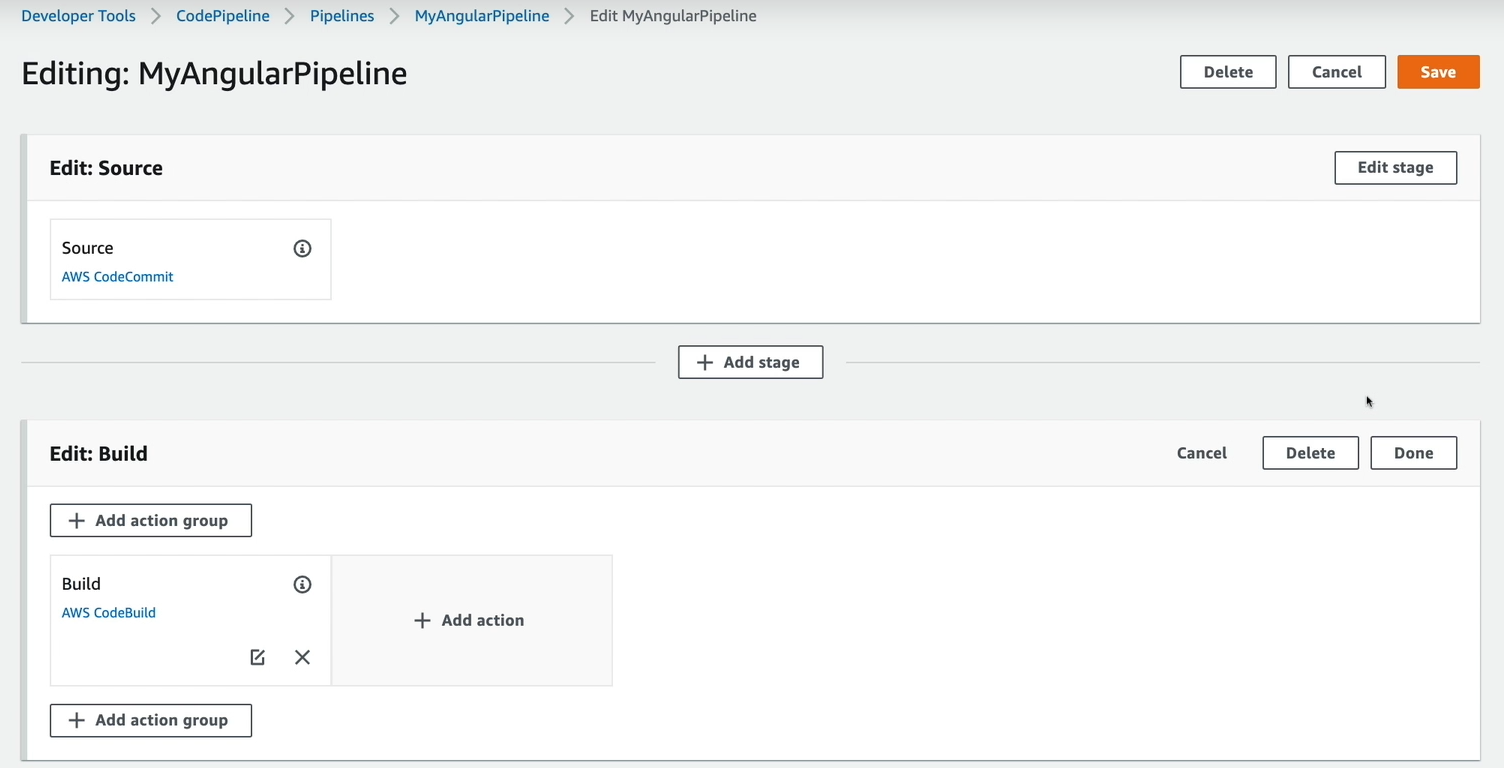 Developer Tools CodePipeline Pipelines MyAngularPipeline Edit MyAngularPipeline
Editing: MyAngularPipeline
Delete Cancel Save
Edit: Source
Edit stage
Source
AWS CodeCommit
Add stage
Edit: Build
Cancel Delete Done
Add action group
Build
AWS CodeBuild
Add action
Add action group